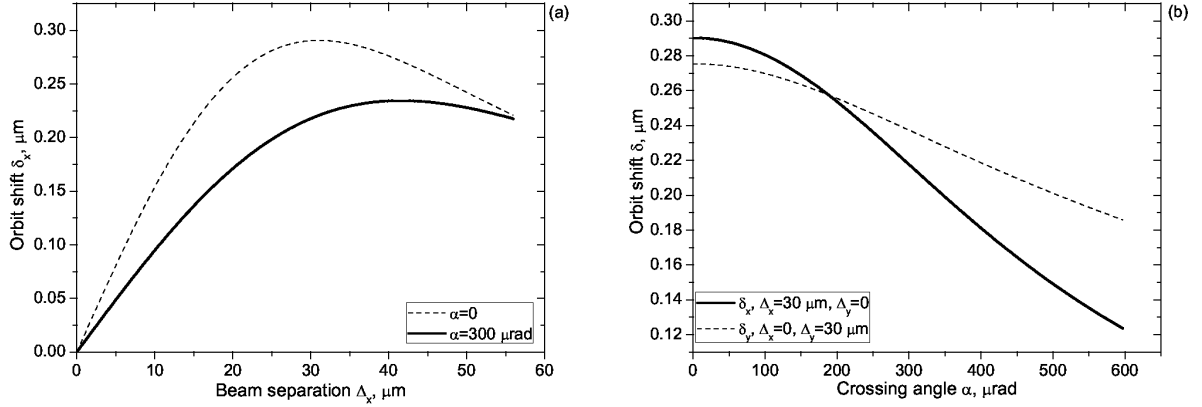 (a)
0.30
0.25
0.20
0.15
0.10
0.05
0.00
Orbit shift δx, μm
α=0
α=300 μrad
0 10 20 30 40 50 60
Beam separation Δx, μm
(b)
0.30
0.28
0.26
0.24
0.22
0.20
0.18
0.16
0.14
0.12
Orbit shift δ, μm
δx, Δx=30 μm, Δy=0
δy, Δx=0, Δy=30 μm
0 100 200 300 400 500 600
Crossing angle α, μrad